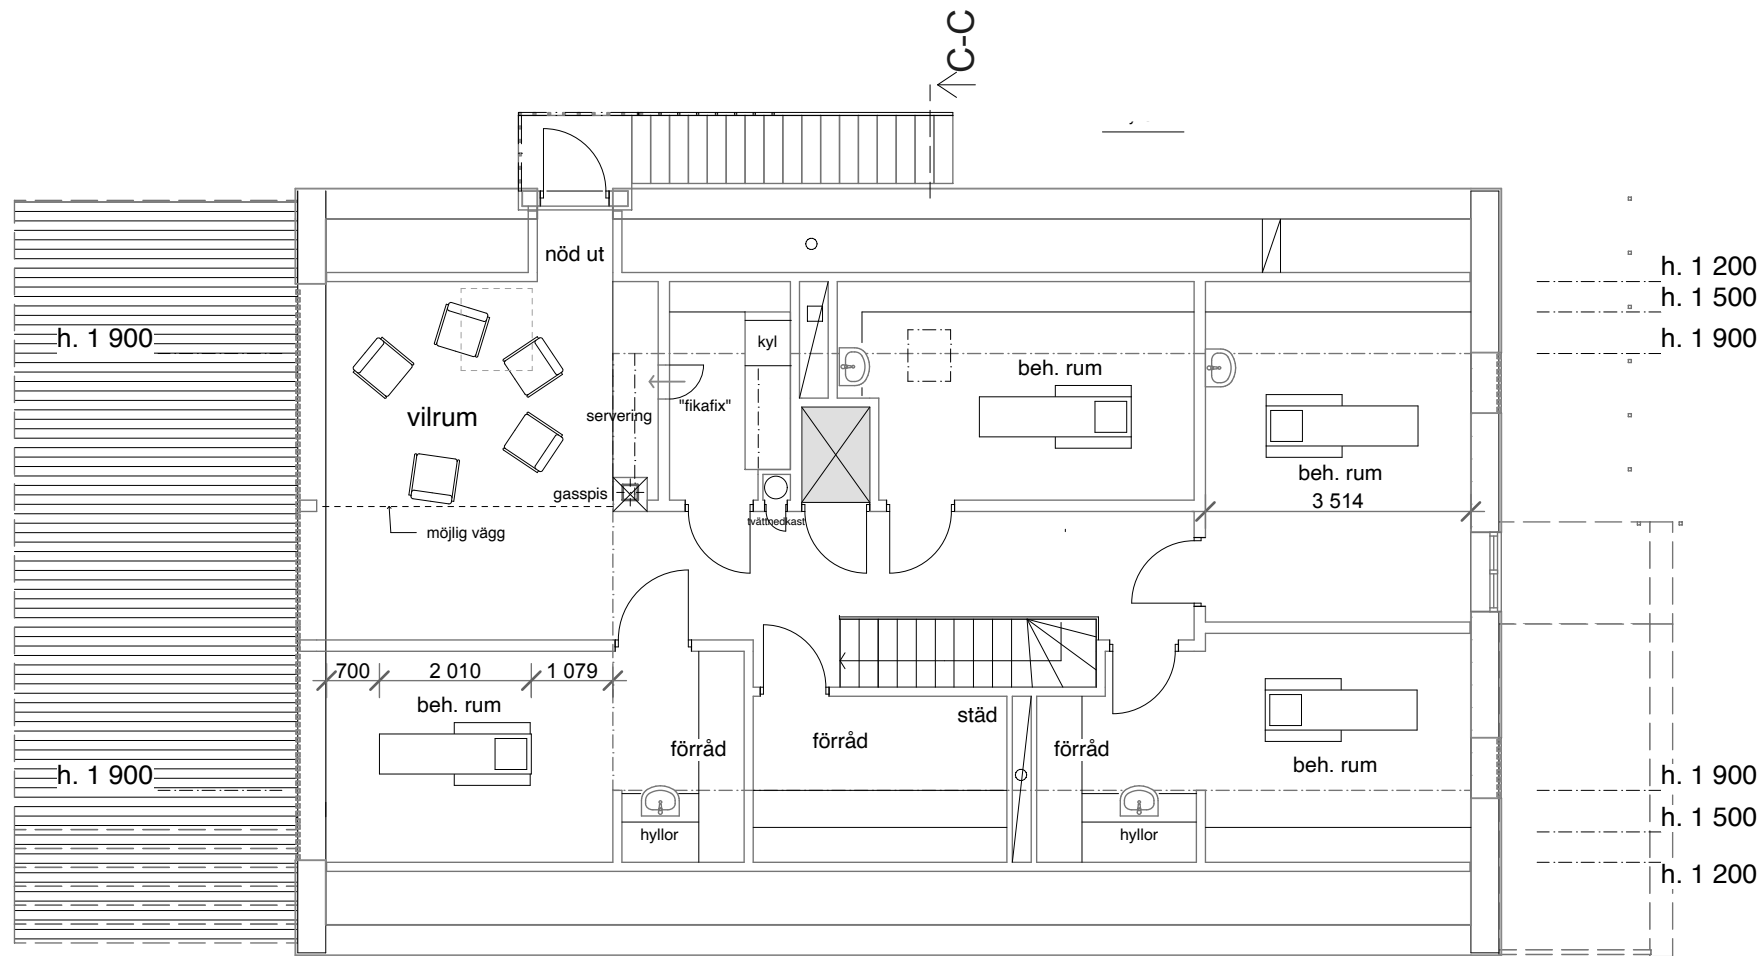 C-C
nöd ut
h. 1 200
h. 1 500
h. 1 900
h. 1 900
kyl
beh. rum
vilrum
servering
"fikafix"
beh. rum
3 514
gasspis
tvättnedkast
möjlig vägg
700
2 010
1 079
beh. rum
städ
förråd
förråd
förråd
beh. rum
h. 1 900
h. 1 900
h. 1 500
hyllor
hyllor
h. 1 200